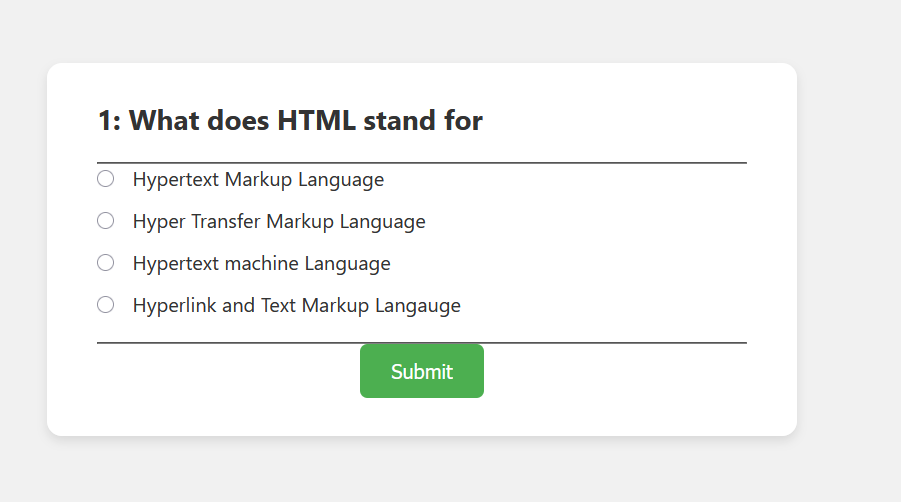 1: What does HTML stand for
Hypertext Markup Language
Hyper Transfer Markup Language
Hypertext machine Language
Hyperlink and Text Markup Langauge
Submit